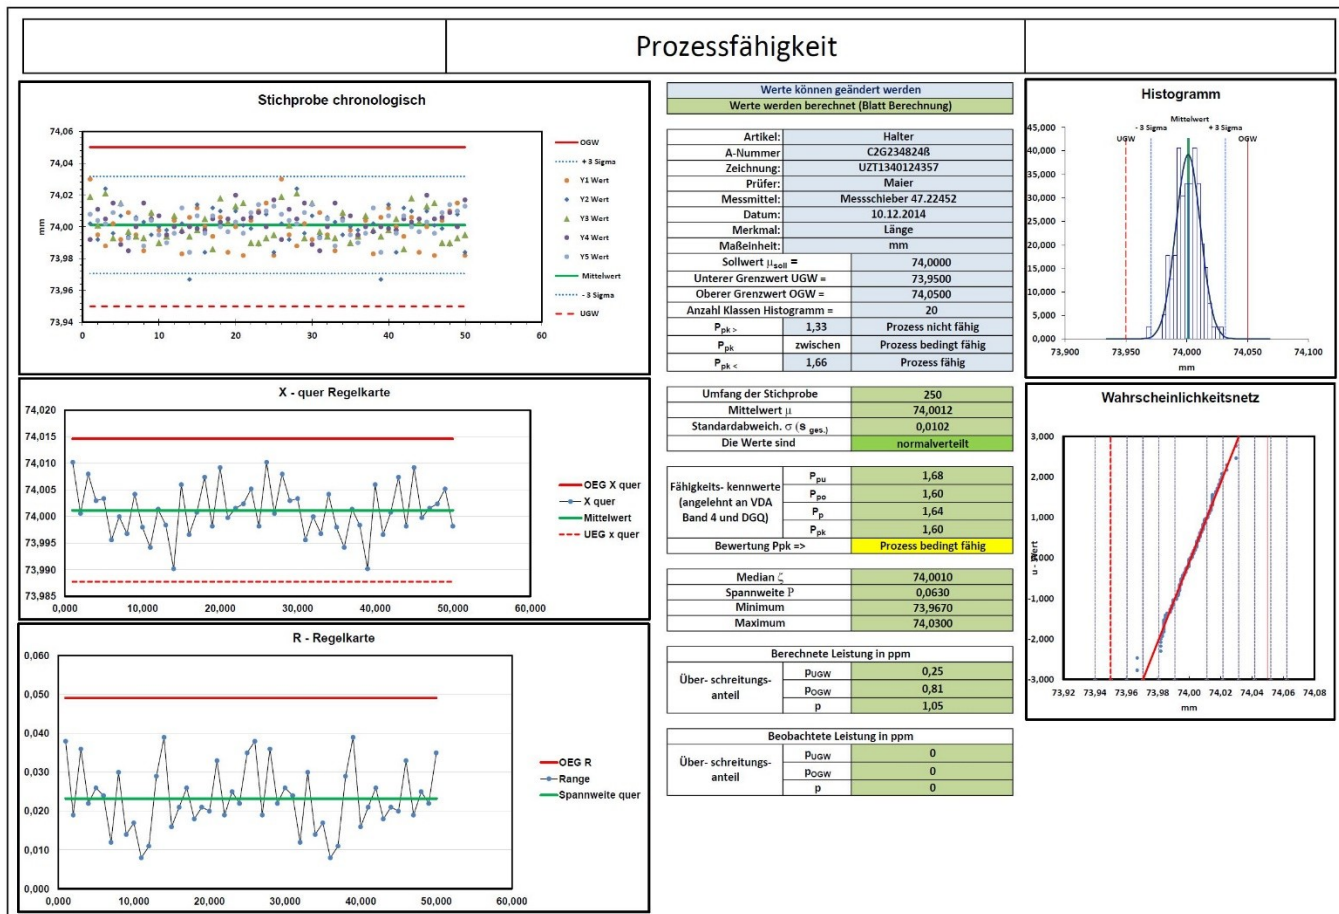 Prozessfähigkeit
Stichprobe chronologisch
74,06
74,04
74,02
74,00
73,98
73,96
73,94
mm
0
10
20
30
40
50
60
OGW
+ 3 Sigma
Y1 Wert
Y2 Wert
Y3 Wert
Y4 Wert
Y5 Wert
Mittelwert
- 3 Sigma
UGW
X - quer Regelkarte
74,020
74,015
74,010
74,005
74,000
73,995
73,990
73,985
0,000
10,000
20,000
30,000
40,000
50,000
60,000
OEG X quer
X quer
Mittelwert
UEG x quer
R - Regelkarte
0,060
0,050
0,040
0,030
0,020
0,010
0,000
0,000
10,000
20,000
30,000
40,000
50,000
60,000
OEG R
Range
Spannweite quer
Werte können geändert werden
Werte werden berechnet (Blatt Berechnung)
Artikel: Halter
A-Nummer C2G234824ß
Zeichnung: UZT1340124357
Prüfer: Maier
Messmittel: Messschieber 47.22452
Datum: 10.12.2014
Merkmal: Länge
Maßeinheit: mm
Sollwert μsoll = 74,0000
Unterer Grenzwert UGW = 73,9500
Oberer Grenzwert OGW = 74,0500
Anzahl Klassen Histogramm = 20
Ppk > 1,33 Prozess nicht fähig
Ppk zwischen Prozess bedingt fähig
Ppk < 1,66 Prozess fähig
Umfang der Stichprobe 250
Mittelwert μ 74,0012
Standardabweich. σ (s ges.) 0,0102
Die Werte sind normalverteilt
Fähigkeits- kennwerte
(angelehnt an VDA
Band 4 und DGQ)
Ppu 1,68
Ppo 1,60
Pp 1,64
Ppk 1,60
Bewertung Ppk => Prozess bedingt fähig
Median ζ 74,0010
Spannweite P 0,0630
Minimum 73,9670
Maximum 74,0300
Berechnete Leistung in ppm
Über- schreitungs-
anteil
pUGW 0,25
pOGW 0,81
p 1,05
Beobachtete Leistung in ppm
Über- schreitungs-
anteil
pUGW 0
pOGW 0
p 0
Histogramm
Mittelwert
- 3 Sigma
+ 3 Sigma
UGW
OGW
45,000
40,000
35,000
30,000
25,000
20,000
15,000
10,000
5,000
0,000
73,900
73,950
74,000
74,050
74,100
mm
Wahrscheinlichkeitsnetz
3,000
2,000
1,000
0,000
-1,000
-2,000
-3,000
u - Wert
73,92
73,94
73,96
73,98
74,00
74,02
74,04
74,06
74,08
mm